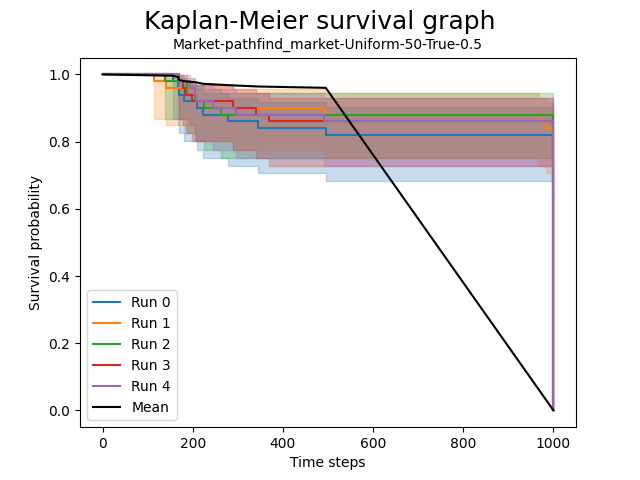 Kaplan-Meier survival graph
Market-pathfind_market-Uniform-50-True-0.5
1.0
0.8
0.6
0.4
0.2
0.0
Survival probability
Run 0
Run 1
Run 2
Run 3
Run 4
Mean
0 200 400 600 800 1000
Time steps